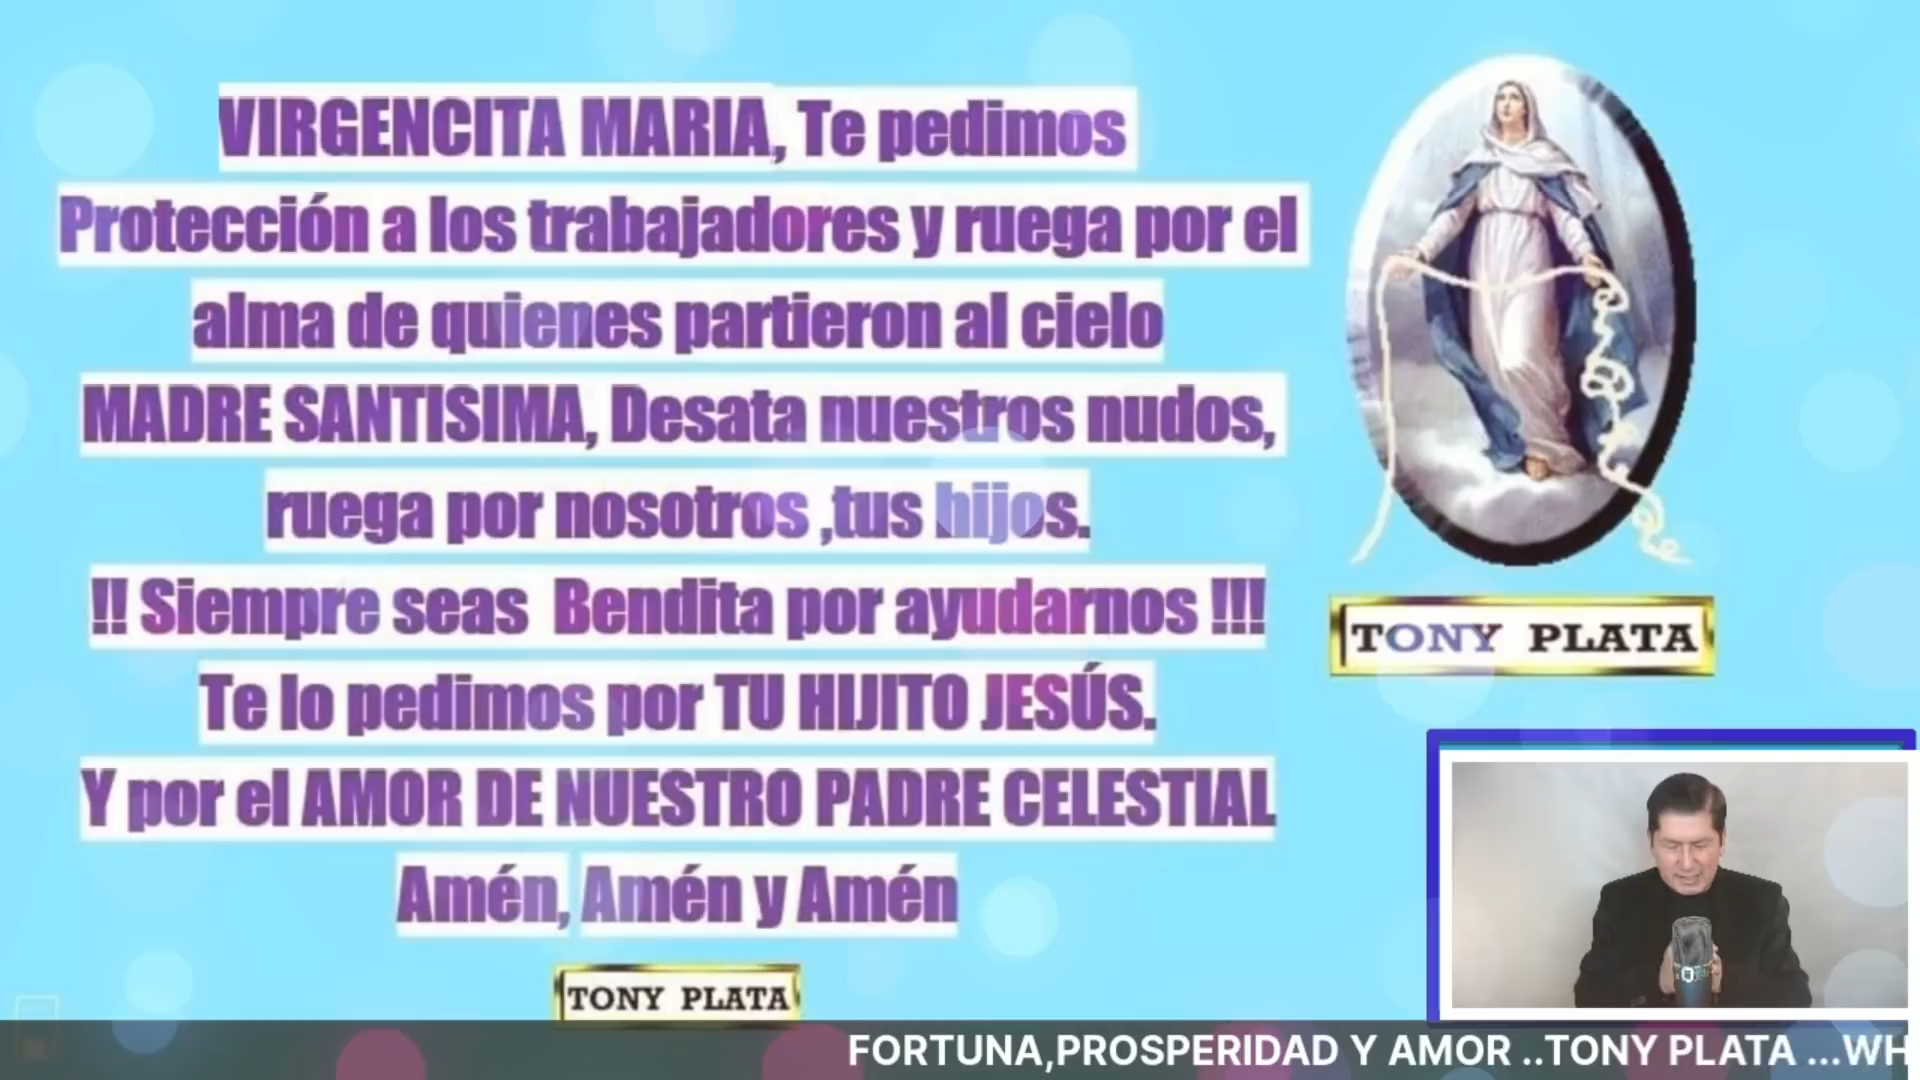 VIRGENCITA MARIA, Te pedimos
Protección a los trabajadores y ruega por el
alma de quienes partieron al cielo
MADRE SANTISIMA, Desata nuestros nudos,
ruega por nosotros ,tus hijos.
!! Siempre seas Bendita por ayudarnos !!!
Te lo pedimos por TU HIJITO JESÚS.
Y por el AMOR DE NUESTRO PADRE CELESTIAL
Amén, Amén y Amén
TONY PLATA
TONY PLATA
FORTUNA,PROSPERIDAD Y AMOR ..TONY PLATA ...WH